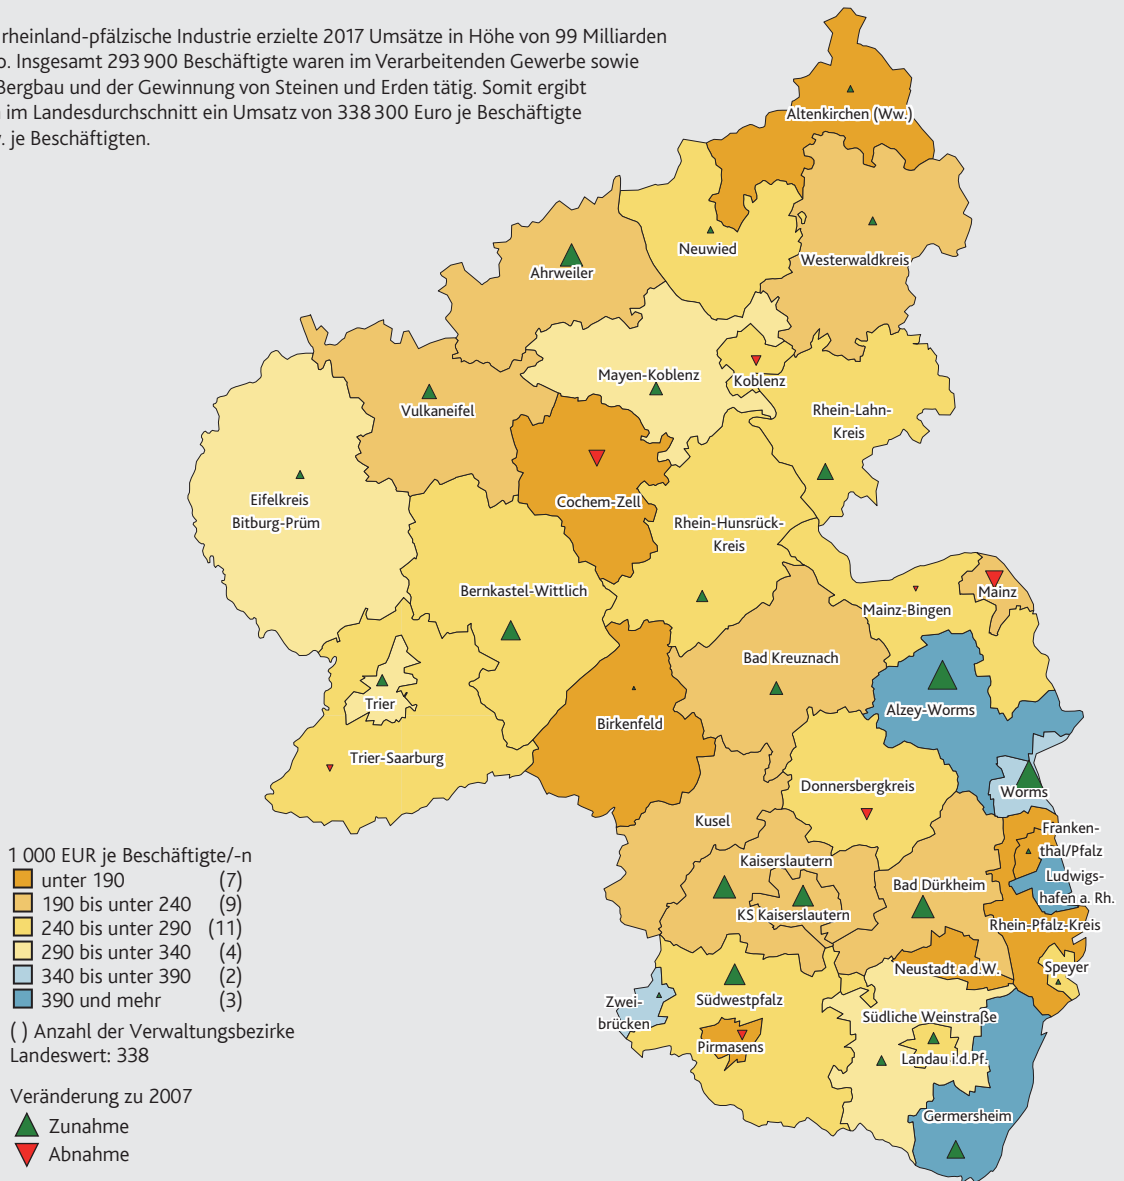 rheinland-pfälzische Industrie erzielte 2017 Umsätze in Höhe von 99 Milliarden
o. Insgesamt 293 900 Beschäftigte waren im Verarbeitenden Gewerbe sowie
Bergbau und der Gewinnung von Steinen und Erden tätig. Somit ergibt
im Landesdurchschnitt ein Umsatz von 338 300 Euro je Beschäftigte
. je Beschäftigten.
Altenkirchen (Ww.)
Neuwied
Westerwaldkreis
Ahrweiler
Mayen-Koblenz
Koblenz
Vulkaneifel
Rhein-Lahn-
Kreis
Eifelkreis
Bitburg-Prüm
Cochem-Zell
Rhein-Hunsrück-
Kreis
Bernkastel-Wittlich
Mainz-Bingen
Mainz
Bad Kreuznach
Trier
Birkenfeld
Alzey-Worms
Trier-Saarburg
Donnersbergkreis
Worms
Kusel
Franken-
thal/Pfalz
Kaiserslautern
Ludwigs-
hafen a. Rh.
Bad Dürkheim
KS Kaiserslautern
Rhein-Pfalz-Kreis
Neustadt a.d.W.
Speyer
Zwei-
brücken
Südwestpfalz
Südliche Weinstraße
Pirmasens
Landau i.d.Pf.
Germersheim
1 000 EUR je Beschäftigte/-n
unter 190 (7)
190 bis unter 240 (9)
240 bis unter 290 (11)
290 bis unter 340 (4)
340 bis unter 390 (2)
390 und mehr (3)
( ) Anzahl der Verwaltungsbezirke
Landeswert: 338
Veränderung zu 2007
Zunahme
Abnahme